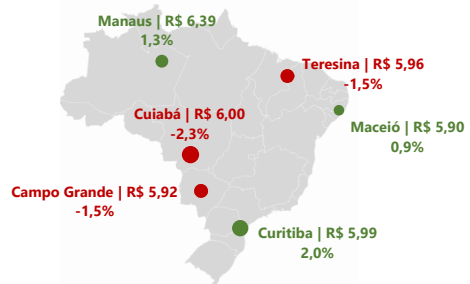 Manaus | R$ 6,39
1,3%
Teresina | R$ 5,96
-1,5%
Cuiabá | R$ 6,00
-2,3%
Maceió | R$ 5,90
0,9%
Campo Grande | R$ 5,92
-1,5%
Curitiba | R$ 5,99
2,0%